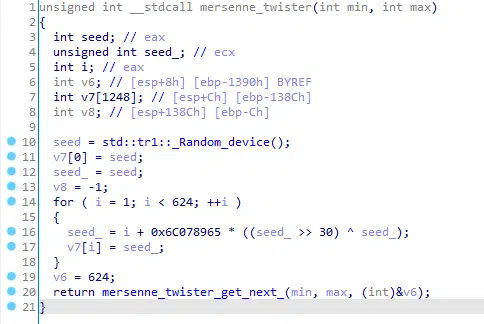 1 unsigned int __stdcall mersenne_twister(int min, int max)
2 {
3 int seed; // eax
4 unsigned int seed_; // ecx
5 int i; // eax
6 int v6; // [esp+8h] [ebp-1390h] BYREF
7 int v7[1248]; // [esp+Ch] [ebp-138Ch]
8 int v8; // [esp+138Ch] [ebp-Ch]
9
10 seed = std::tr1::_Random_device();
11 v7[0] = seed;
12 seed_ = seed;
13 v8 = -1;
14 for ( i = 1; i < 624; ++i )
15 {
16 seed_ = i + 0x6C078965 * ((seed_ >> 30) ^ seed_);
17 v7[i] = seed_;
18 }
19 v6 = 624;
20 return mersenne_twister_get_next_(min, max, (int)&v6);
21 }